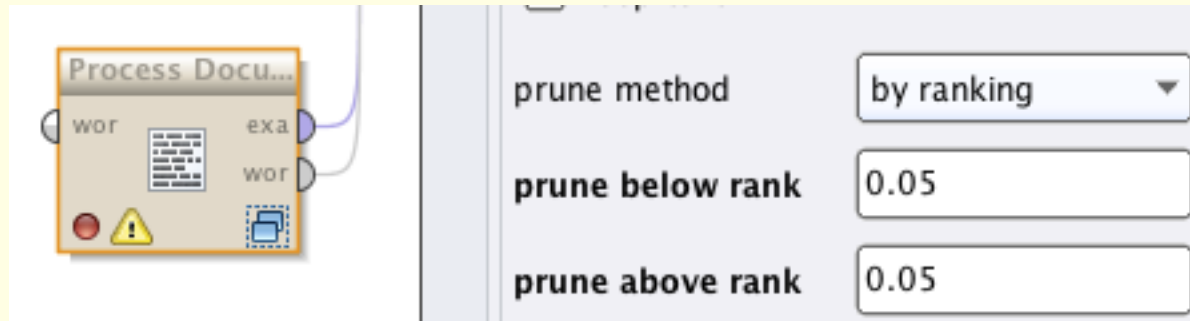 Process Docu...
wor
exa
wor
prune method
by ranking
prune below rank
0.05
prune above rank
0.05